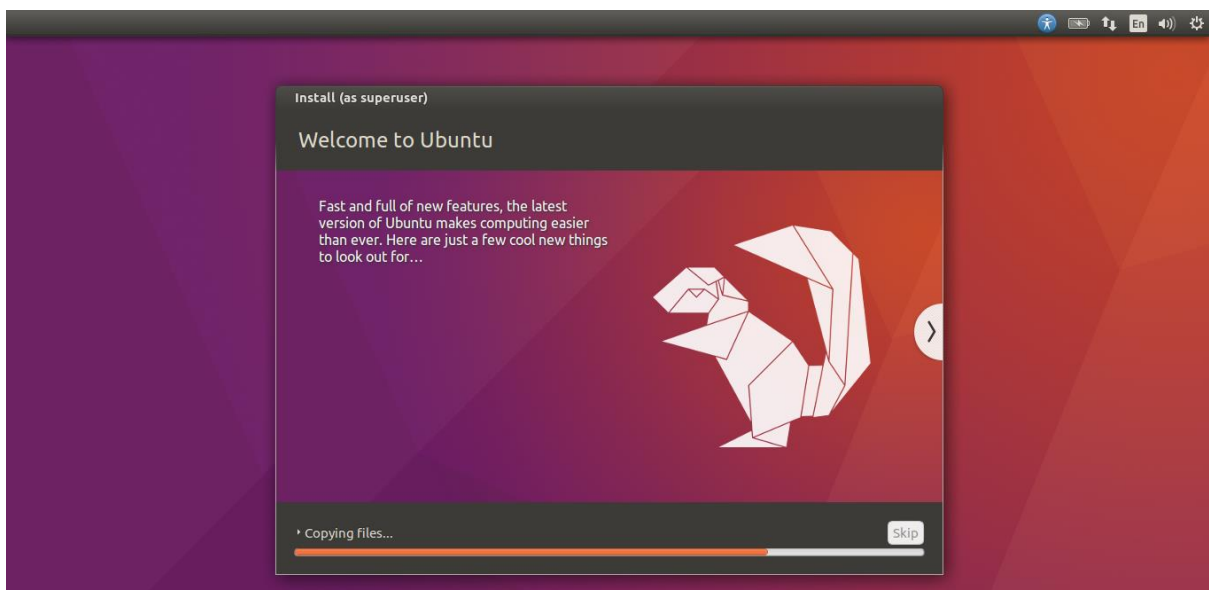 En
Install (as superuser)
Welcome to Ubuntu
Fast and full of new features, the latest
version of Ubuntu makes computing easier
than ever. Here are just a few cool new things
to look out for…
Copying files...
Skip